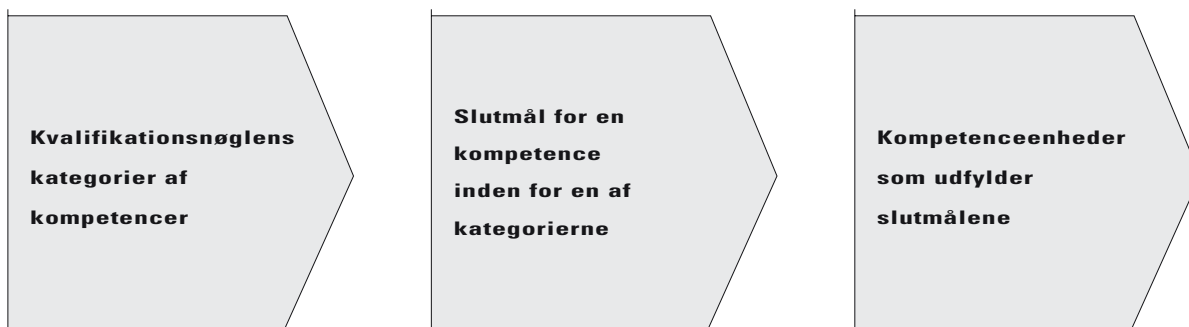 Kvalifikationsnøglens
kategorier af
kompetencer
Slutmål for en
kompetence
inden for en af
kategorierne
Kompetenceenheder
som udfylder
slutmålene